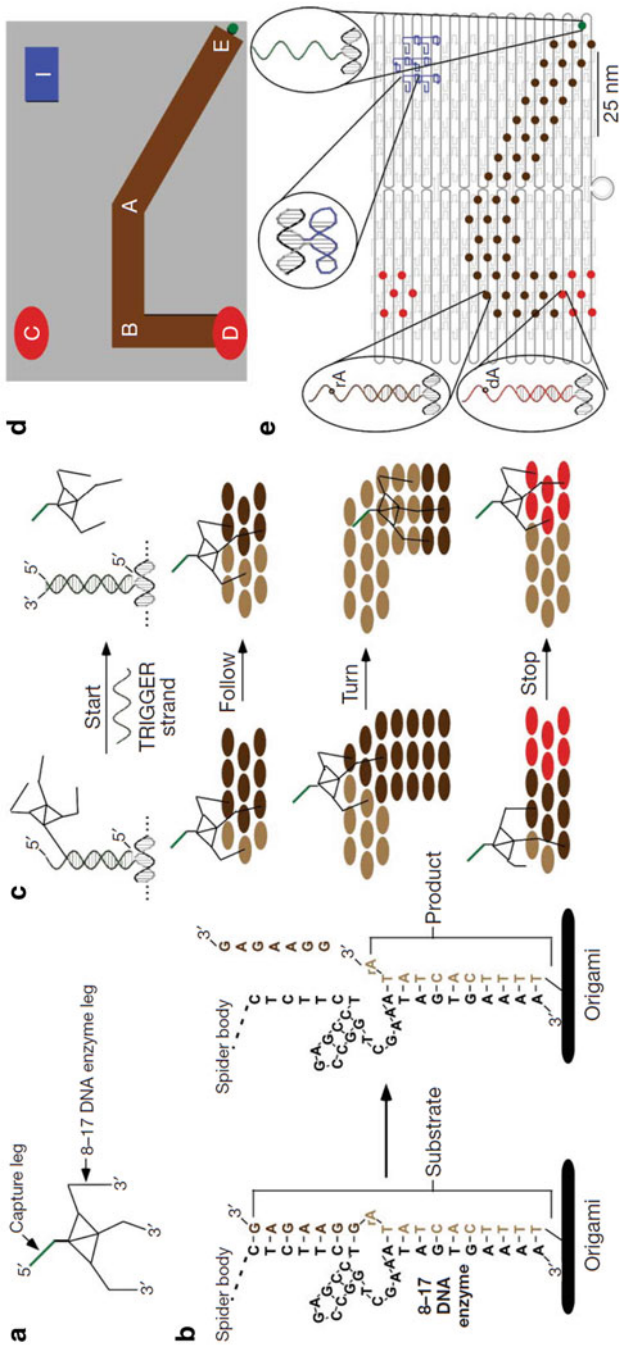 a
Capture leg
5′
8–17 DNA enzyme leg
3′
3′
3′
b
Spider body
3′
8–17
DNA
enzyme
Substrate
3′
Origami
Spider body
C T C T T C T
3′
G A G A A G G
3′
rA
Product
3′
Origami
c
5′
5′
Start
TRIGGER
strand
3′
5′
5′
Follow
Turn
Stop
d
C
I
B
A
D
E
e
rA
dA
25 nm